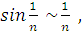 sin 1/n ~ 1/n ,